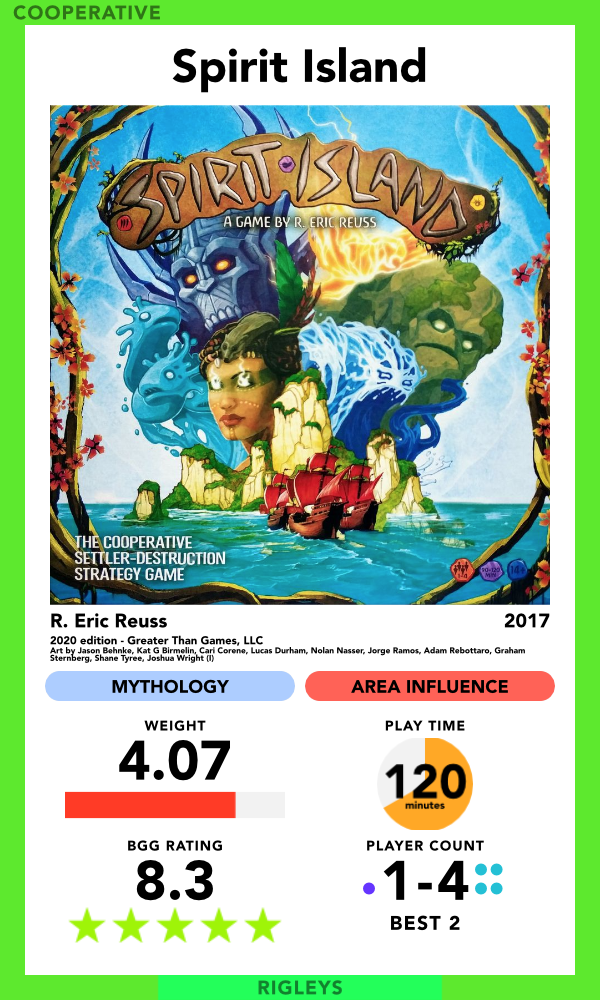 COOPERATIVE
Spirit Island
SPIRIT ISLAND
A GAME BY R. ERIC REUSS
THE COOPERATIVE
SETTLER-DESTRUCTION
STRATEGY GAME
R. Eric Reuss
2017
2020 edition - Greater Than Games, LLC
Art by Jason Behnke, Kat G Birmelin, Cari Corene, Lucas Durham, Nolan Nasser, Jorge Ramos, Adam Rebottaro, Graham
Sternberg, Shane Tyree, Joshua Wright (I)
MYTHOLOGY
AREA INFLUENCE
WEIGHT
4.07
PLAY TIME
120
minutes
BGG RATING
8.3
PLAYER COUNT
1-4
BEST 2
RIGLEYS